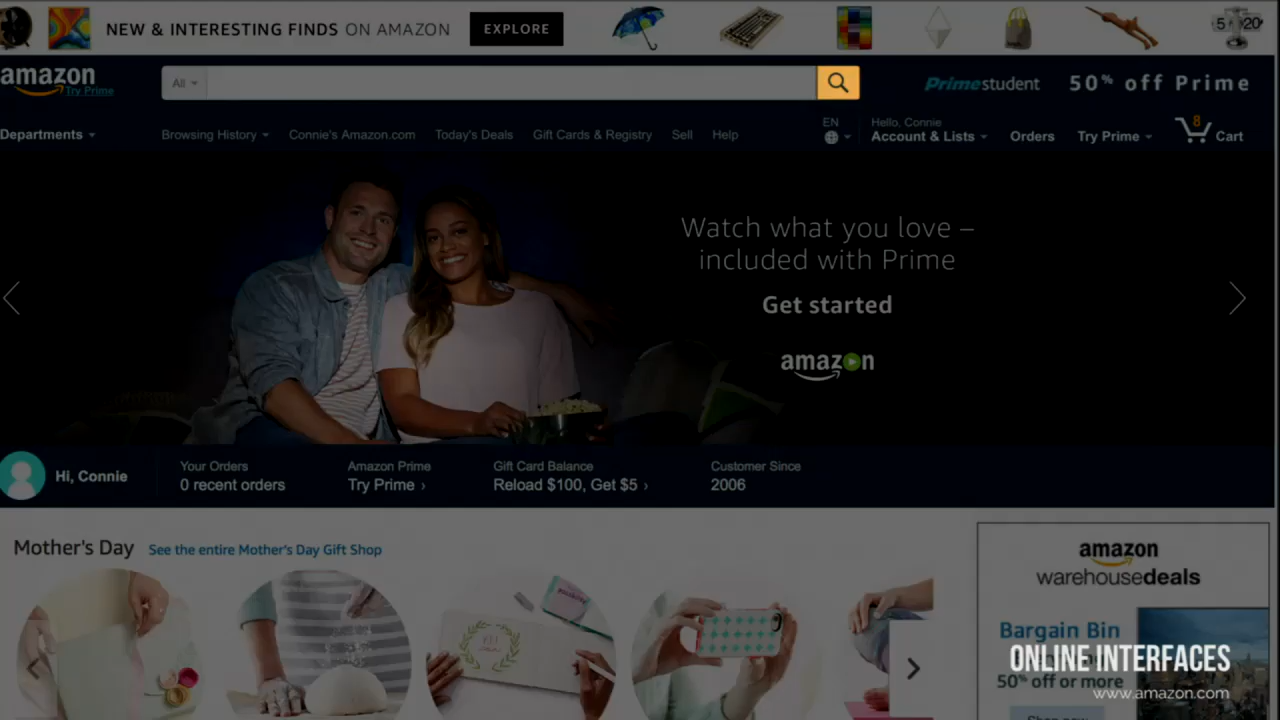 NEW & INTERESTING FINDS ON AMAZON
EXPLORE
5 20
amazon
Try Prime
All
Primestudent
50% off Prime
Departments
Browsing History
Connie's Amazon.com
Today's Deals
Gift Cards & Registry
Sell
Help
EN
Hello, Connie
Account & Lists
Orders
Try Prime
8
Cart
Watch what you love –
included with Prime
Get started
amazon
Hi, Connie
Your Orders
0 recent orders
Amazon Prime
Try Prime ›
Gift Card Balance
Reload $100, Get $5 ›
Customer Since
2006
Mother's Day
See the entire Mother's Day Gift Shop
amazon
warehousedeals
Bargain Bin
50% off or more
ONLINE INTERFACES
www.amazon.com
Shop now